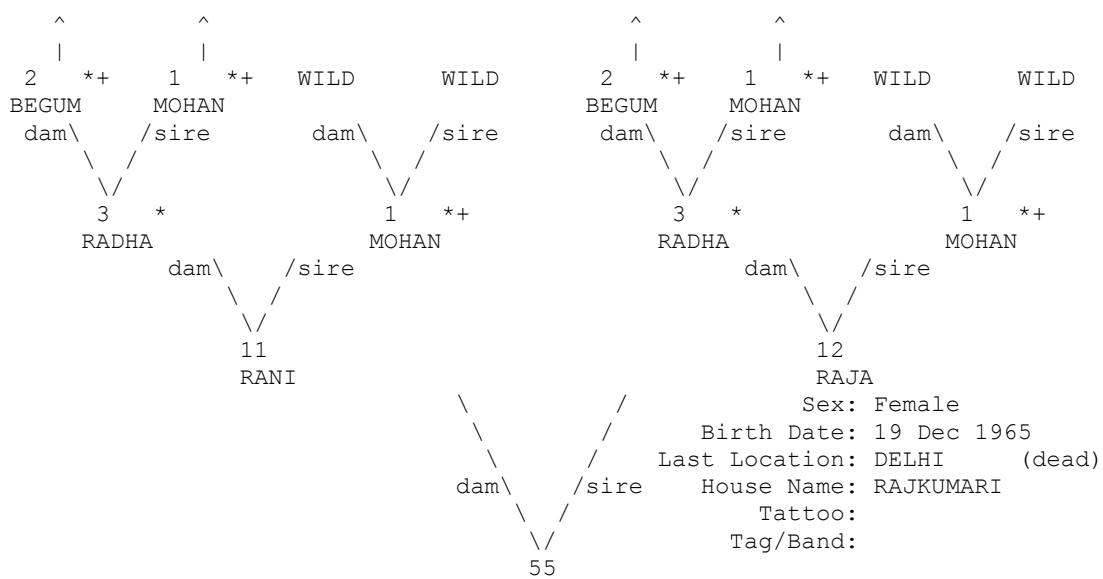 ^ ^ ^ ^
| | | |
2 *+ 1 *+ WILD WILD 2 *+ 1 *+ WILD WILD
BEGUM MOHAN BEGUM MOHAN
dam\ /sire dam\ /sire dam\ /sire dam\ /sire
\ / \ / \ / \ /
\/ \/ \/ \/
3 * 1 *+ 3 * 1 *+
RADHA MOHAN RADHA MOHAN
dam\ /sire dam\ /sire
\ / \ /
\/ \/
11 12
RANI RAJA
\ / Sex: Female
\ / Birth Date: 19 Dec 1965
\ / Last Location: DELHI (dead)
dam\ /sire House Name: RAJKUMARI
\ / Tattoo:
\/ Tag/Band:
55